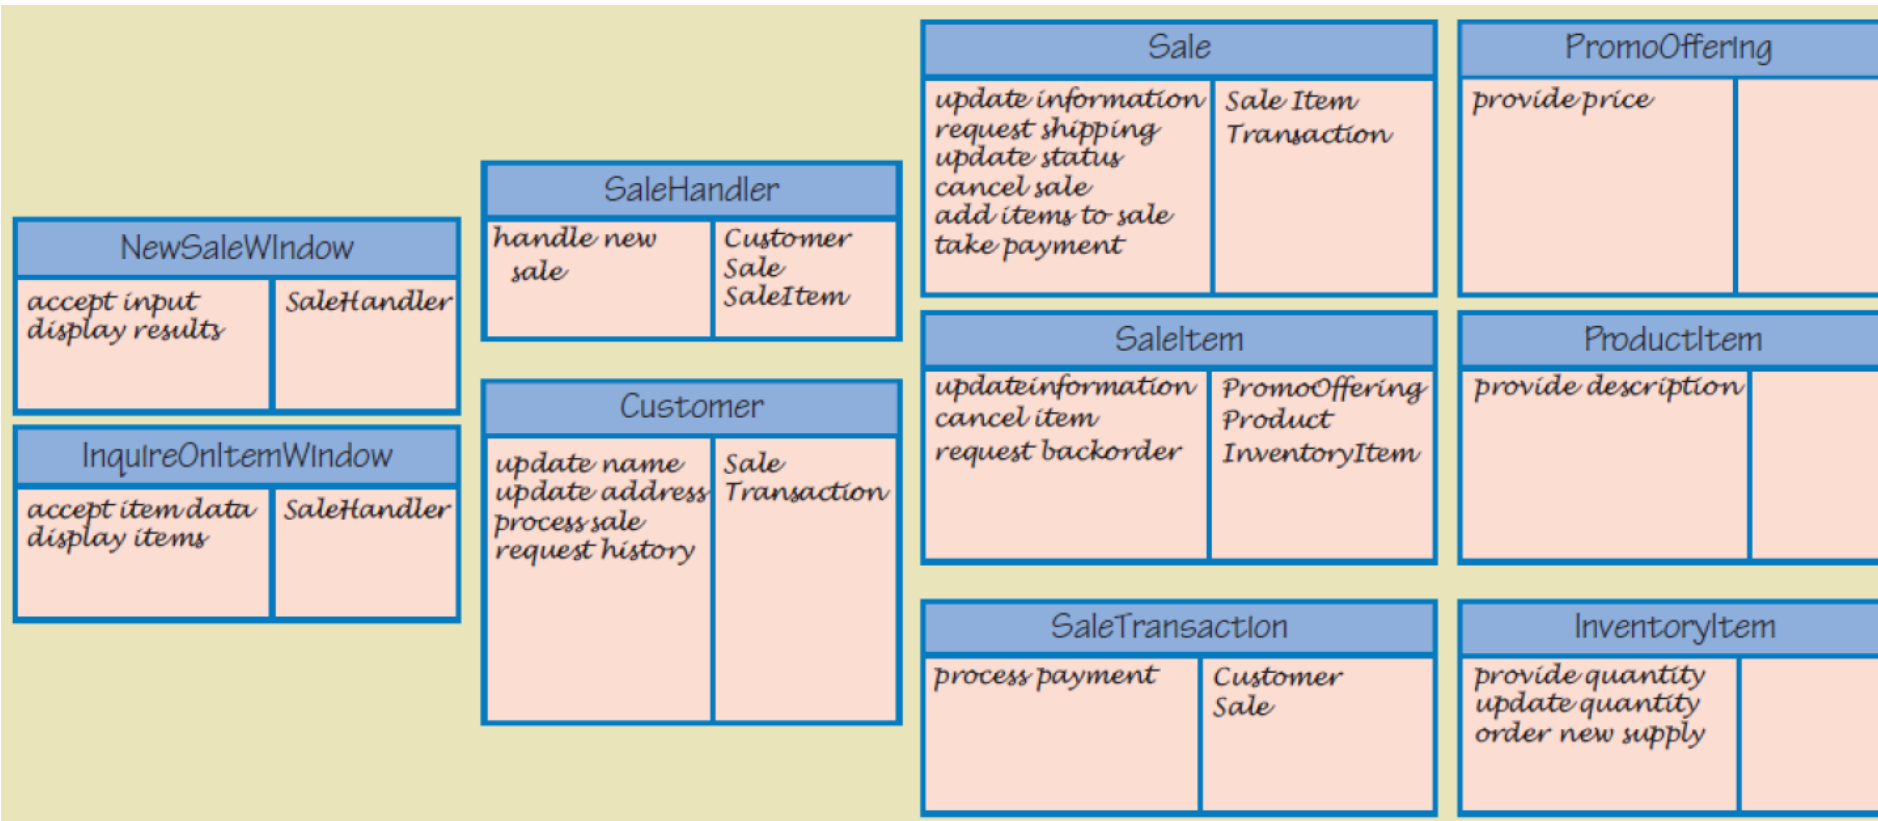 NewSaleWindow
accept input
display results
SaleHandler
InquireOnItemWindow
accept item data
display items
SaleHandler
SaleHandler
handle new
sale
Customer
Sale
SaleItem
Customer
update name
update address
process sale
request history
Sale
Transaction
Sale
update information
request shipping
update status
cancel sale
add items to sale
take payment
Sale Item
Transaction
SaleItem
updateinformation
cancel item
request backorder
PromoOffering
Product
InventoryItem
SaleTransaction
process payment
Customer
Sale
PromoOffering
provide price
ProductItem
provide description
InventoryItem
provide quantity
update quantity
order new supply